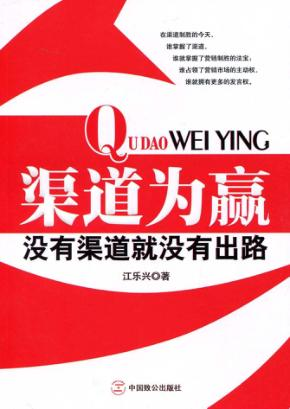 在渠道制胜的今天，
谁掌握了渠道，
谁就掌握了营销制胜的法宝；
谁占领了营销市场的主动权，
谁就拥有更多的发言权。
QUDAO WEI YING
渠道为赢
没有渠道就没有出路
江乐兴◎著
中国致公出版社